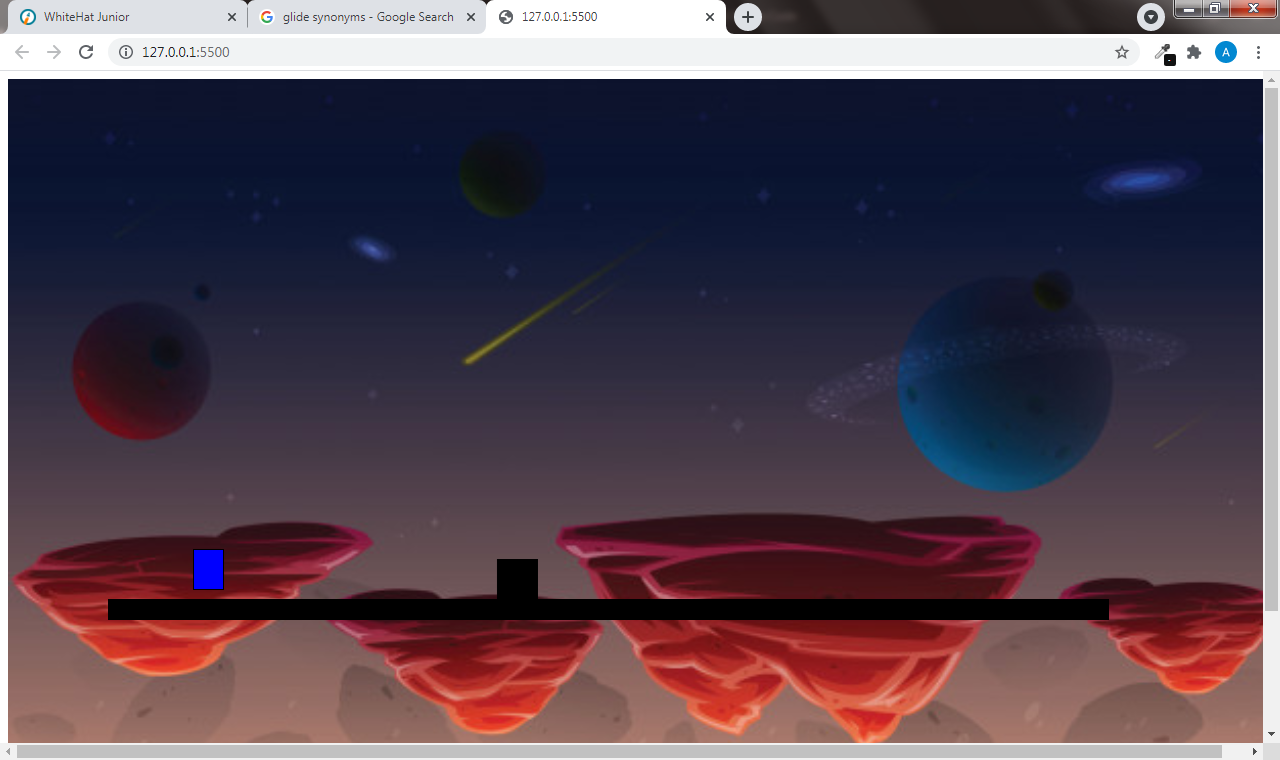 WhiteHat Junior
glide synonyms - Google Search
127.0.0.1:5500
127.0.0.1:5500
A